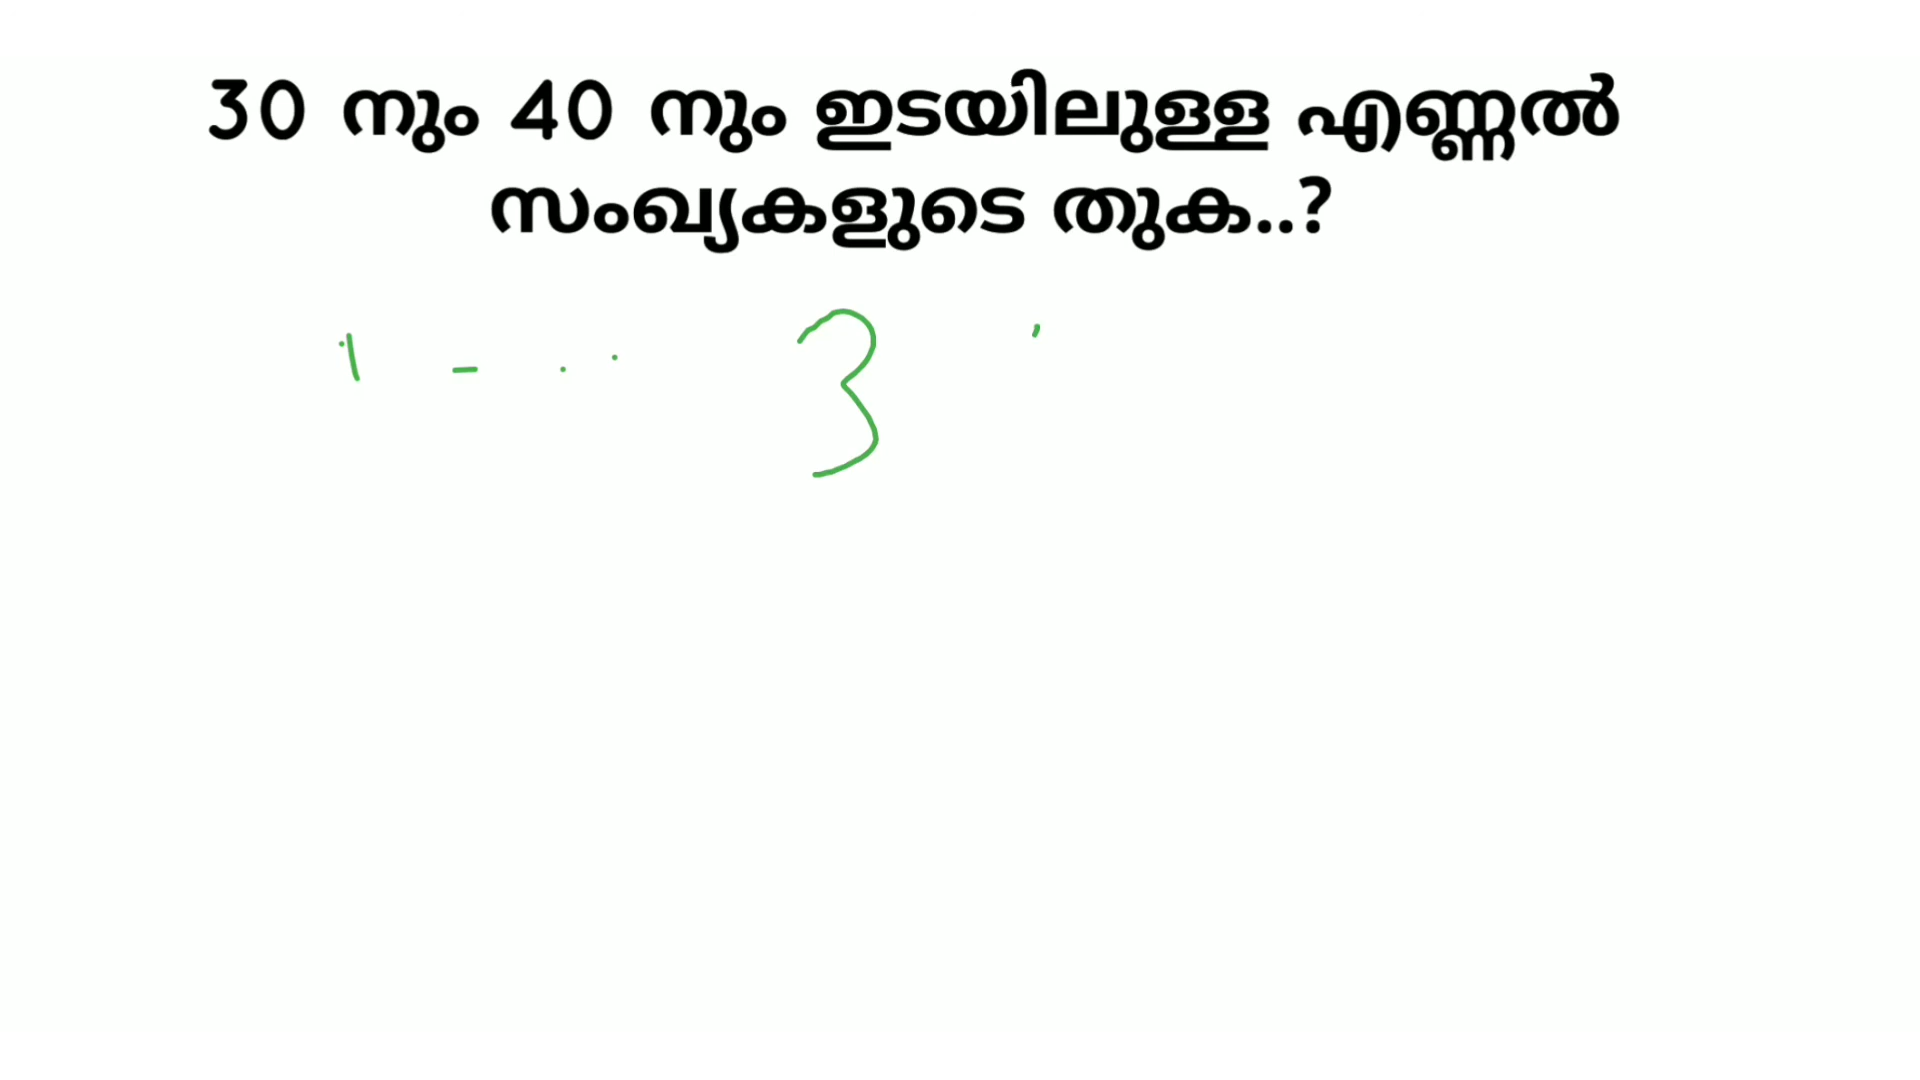 30 നും 40 നും ഇടയിലുള്ള എണ്ണൽ
സംഖ്യകളുടെ തുക..?
3